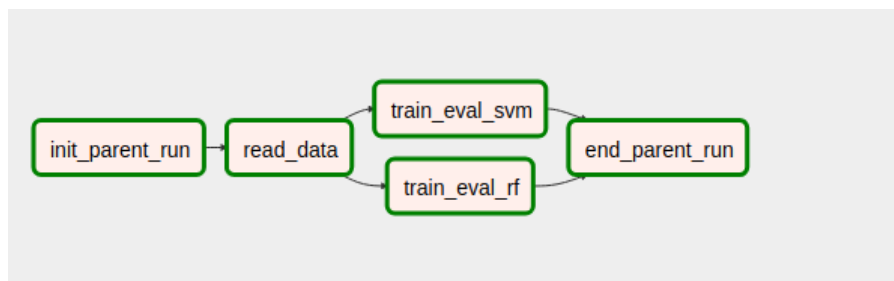 init_parent_run
read_data
train_eval_svm
train_eval_rf
end_parent_run